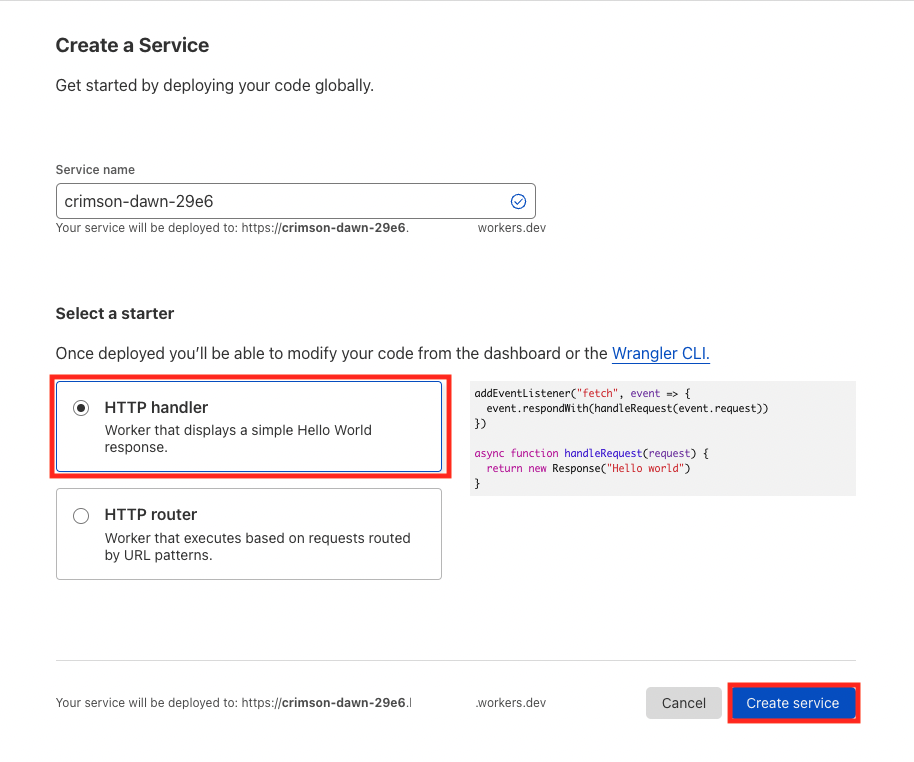 Create a Service
Get started by deploying your code globally.
Service name
crimson-dawn-29e6
Your service will be deployed to: https://crimson-dawn-29e6. workers.dev
Select a starter
Once deployed you’ll be able to modify your code from the dashboard or the Wrangler CLI.
HTTP handler
Worker that displays a simple Hello World
response.
addEventListener("fetch", event => {
  event.respondWith(handleRequest(event.request))
})
async function handleRequest(request) {
  return new Response("Hello world")
}
HTTP router
Worker that executes based on requests routed
by URL patterns.
Your service will be deployed to: https://crimson-dawn-29e6. .workers.dev
Cancel
Create service